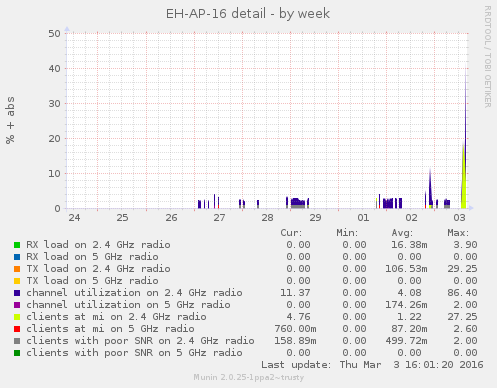 EH-AP-16 detail - by week
RRDTOOL / TOBI OETIKER
% + abs
50
40
30
20
10
0
24 25 26 27 28 29 01 02 03
Cur: Min: Avg: Max:
RX load on 2.4 GHz radio 0.00 0.00 16.38m 3.90
RX load on 5 GHz radio 0.00 0.00 0.00 0.00
TX load on 2.4 GHz radio 0.00 0.00 106.53m 29.25
TX load on 5 GHz radio 0.00 0.00 0.00 0.00
channel utilization on 2.4 GHz radio 11.37 0.00 4.08 86.40
channel utilization on 5 GHz radio 0.00 0.00 174.26m 2.00
clients at mi on 2.4 GHz radio 4.76 0.00 1.22 27.25
clients at mi on 5 GHz radio 760.00m 0.00 87.20m 2.60
clients with poor SNR on 2.4 GHz radio 158.89m 0.00 499.72m 2.00
clients with poor SNR on 5 GHz radio 0.00 0.00 0.00 0.00
Last update: Thu Mar 3 16:01:20 2016
Munin 2.0.25-1ppa2~trusty